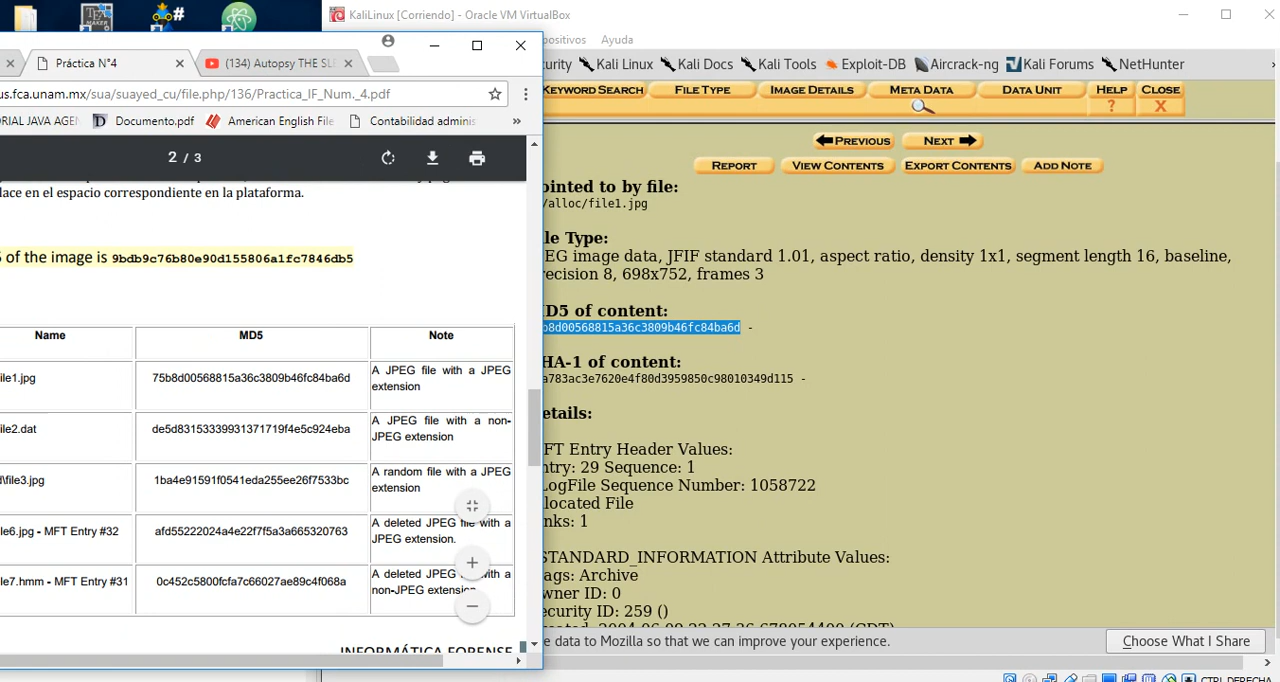 KaliLinux [Corriendo] - Oracle VM VirtualBox
positivos Ayuda
Práctica N°4
(134) Autopsy THE SL
us.fca.unam.mx/sua/suayed_cu/file.php/136/Practica_IF_Num._4.pdf
RIAL JAVA AGEN
Documento.pdf
American English File
Contabilidad adminis
»
2 / 3
lace en el espacio correspondiente en la plataforma.
5 of the image is 9bdb9c76b80e90d155806a1fc7846db5
Name MD5 Note
ile1.jpg 75b8d00568815a36c3809b46fc84ba6d A JPEG file with a JPEG
extension
ile2.dat de5d83153339931371719f4e5c924eba A JPEG file with a non-
JPEG extension
d\file3.jpg 1ba4e91591f0541eda255ee26f7533bc A random file with a JPEG
extension
le6.jpg - MFT Entry #32 afd55222024a4e22f7f5a3a665320763 A deleted JPEG file with a
JPEG extension.
le7.hmm - MFT Entry #31 0c452c5800fcfa7c66027ae89c4f068a A deleted JPEG with a
non-JPEG extension
INFORMÁTICA FORENSE
urity Kali Linux Kali Docs Kali Tools Exploit-DB Aircrack-ng Kali Forums NetHunter
KEYWORD SEARCH FILE TYPE IMAGE DETAILS META DATA DATA UNIT HELP CLOSE
? X
PREVIOUS NEXT
REPORT VIEW CONTENTS EXPORT CONTENTS ADD NOTE
ointed to by file:
/alloc/file1.jpg
le Type:
EG image data, JFIF standard 1.01, aspect ratio, density 1x1, segment length 16, baseline,
recision 8, 698x752, frames 3
D5 of content:
b8d00568815a36c3809b46fc84ba6d -
HA-1 of content:
a783ac3e7620e4f80d3959850c98010349d115 -
etails:
FT Entry Header Values:
ntry: 29 Sequence: 1
LogFile Sequence Number: 1058722
located File
nks: 1
STANDARD_INFORMATION Attribute Values:
ags: Archive
wner ID: 0
ecurity ID: 259 ()
e data to Mozilla so that we can improve your experience.
Choose What I Share
CTRL DERECHA